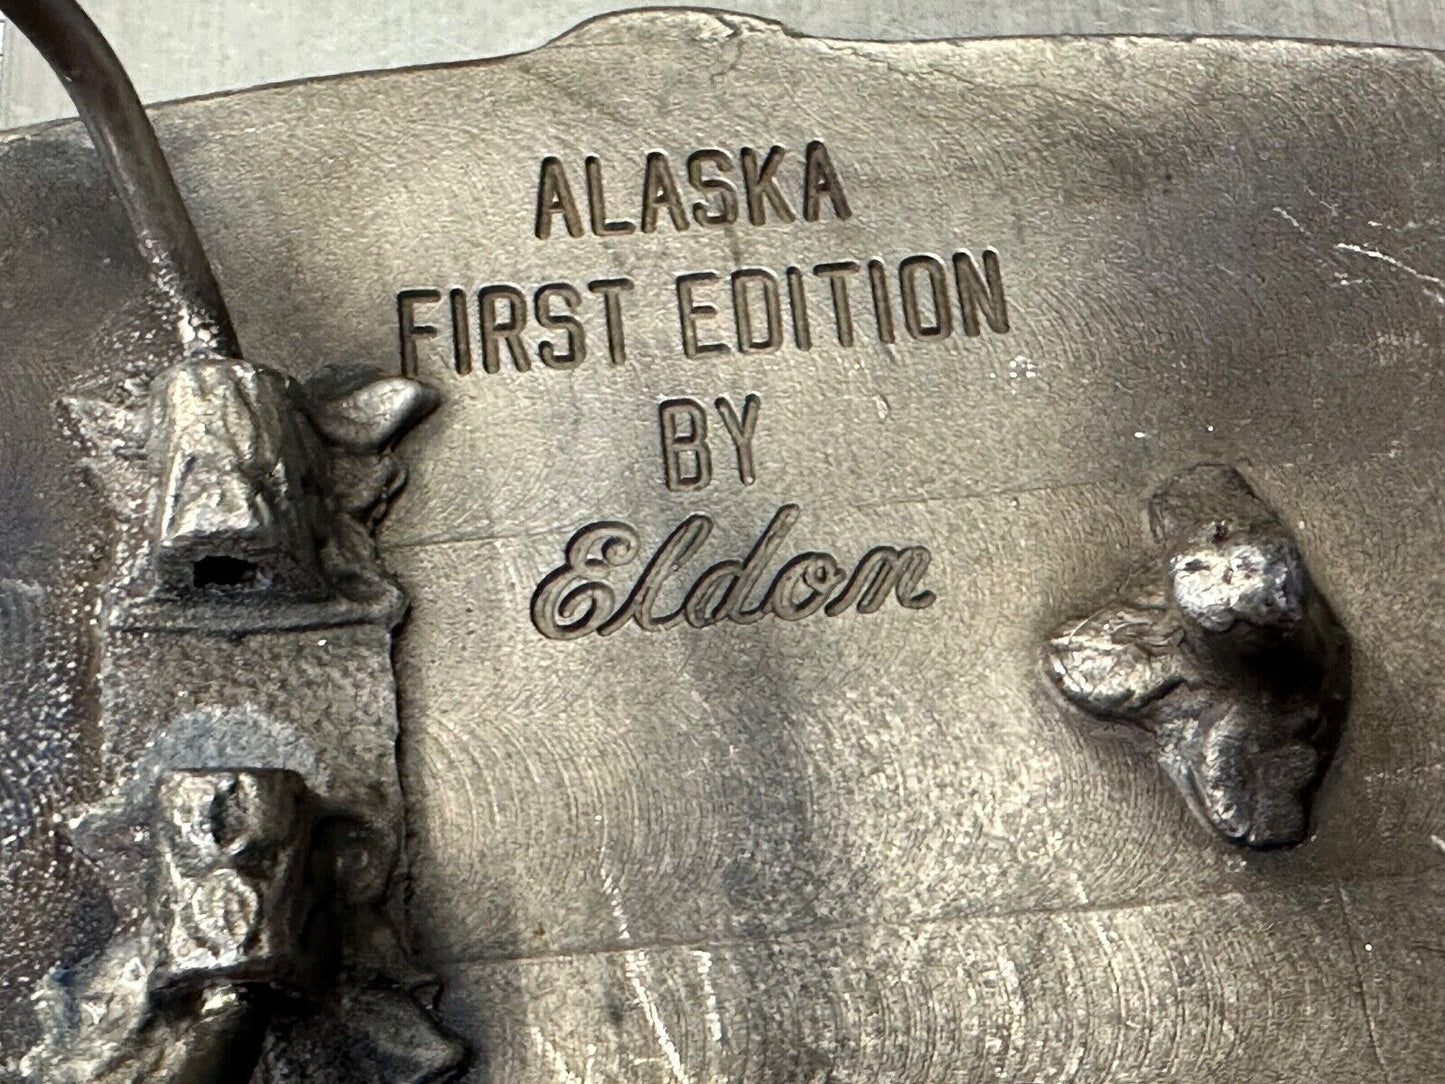 ALASKA
FIRST EDITION
BY
Eldon